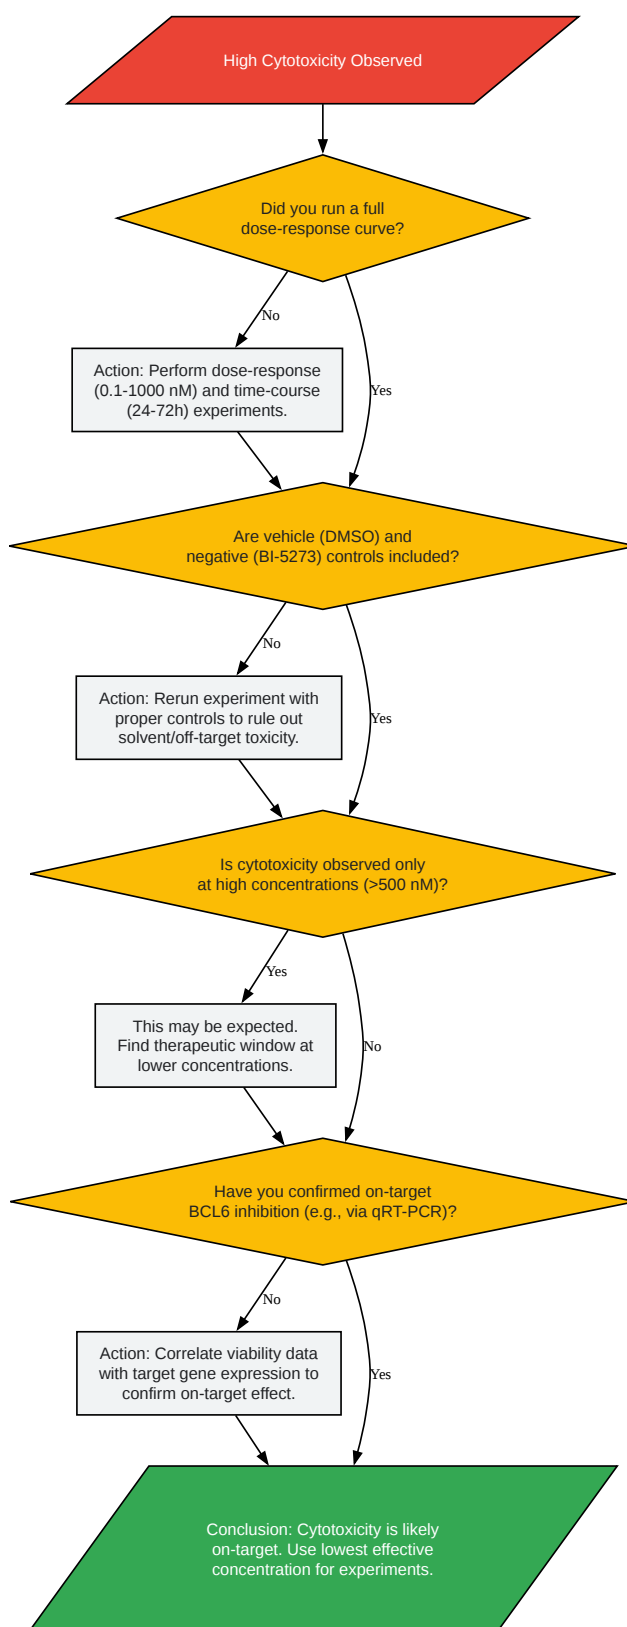 High Cytotoxicity Observed
Did you run a full
dose-response curve?
No
Yes
Action: Perform dose-response
(0.1-1000 nM) and time-course
(24-72h) experiments.
Are vehicle (DMSO) and
negative (BI-5273) controls included?
No
Yes
Action: Rerun experiment with
proper controls to rule out
solvent/off-target toxicity.
Is cytotoxicity observed only
at high concentrations (>500 nM)?
Yes
No
This may be expected.
Find therapeutic window at
lower concentrations.
Have you confirmed on-target
BCL6 inhibition (e.g., via qRT-PCR)?
No
Yes
Action: Correlate viability data
with target gene expression to
confirm on-target effect.
Conclusion: Cytotoxicity is likely
on-target. Use lowest effective
concentration for experiments.